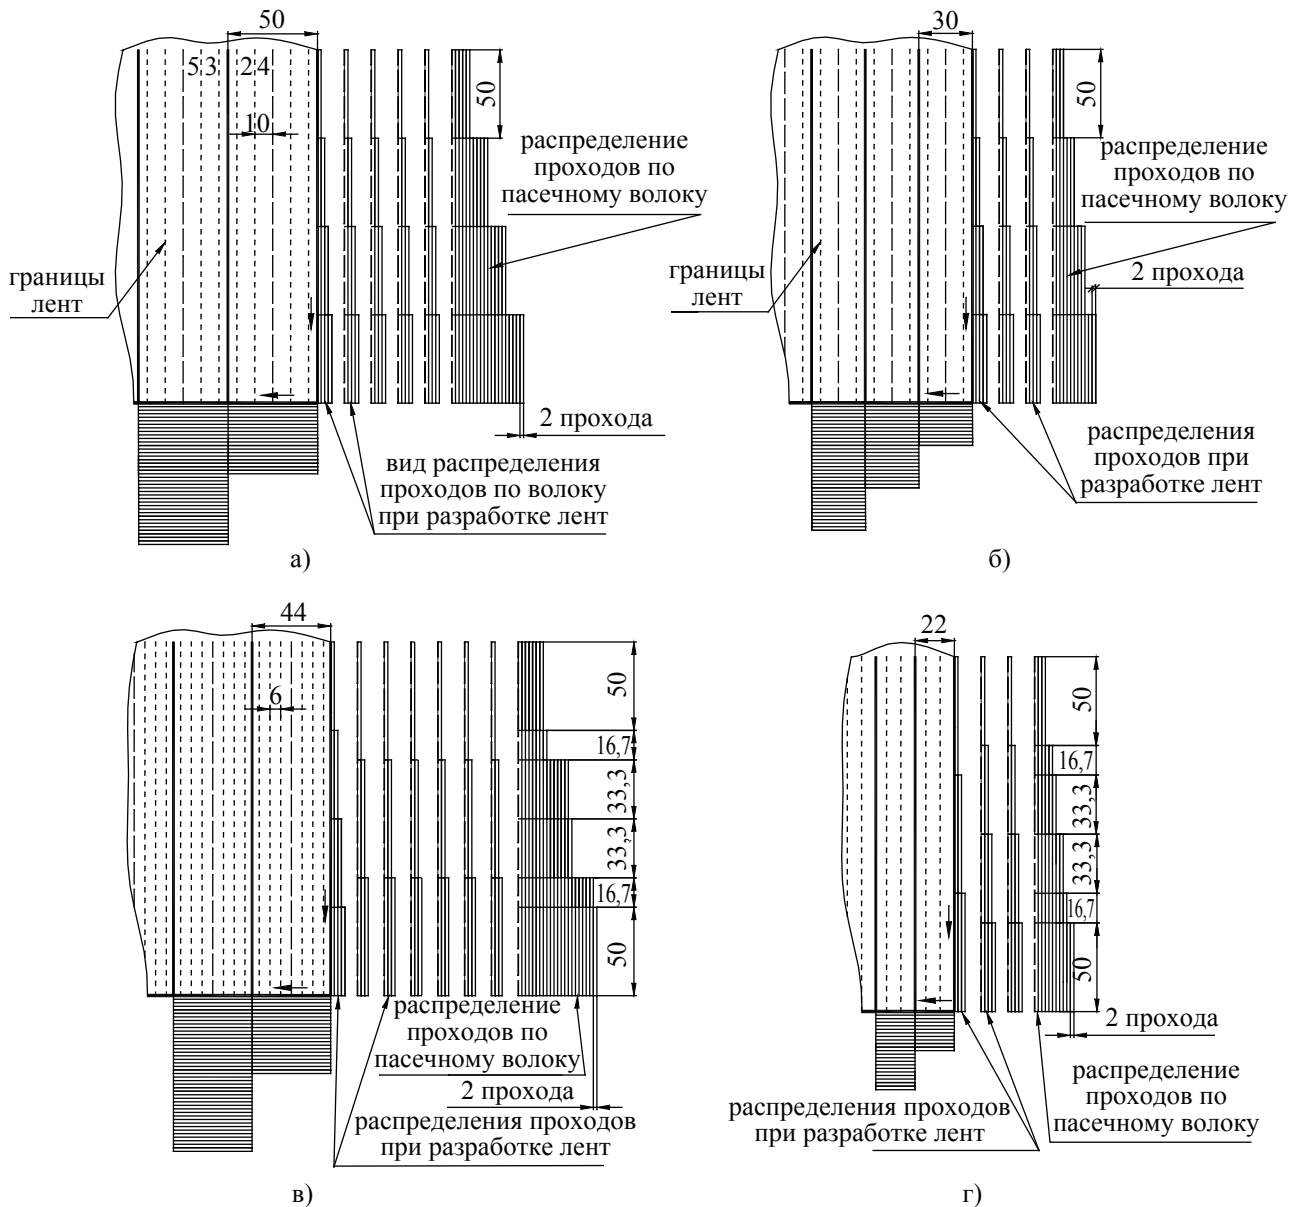 50
5 3
2 4
10
50
распределение
проходов по
пасечному волоку
границы
лент
2 прохода
вид распределения
проходов по волоку
при разработке лент
а)
30
50
распределение
проходов по
пасечному волоку
границы
лент
2 прохода
распределения
проходов при
разработке лент
б)
44
6
50
16,7
33,3
33,3
16,7
50
распределение
проходов по
пасечному волоку
2 прохода
распределения проходов
при разработке лент
в)
22
50
16,7
33,3
33,3
16,7
50
2 прохода
распределение
проходов по
пасечному волоку
распределения проходов
при разработке лент
г)